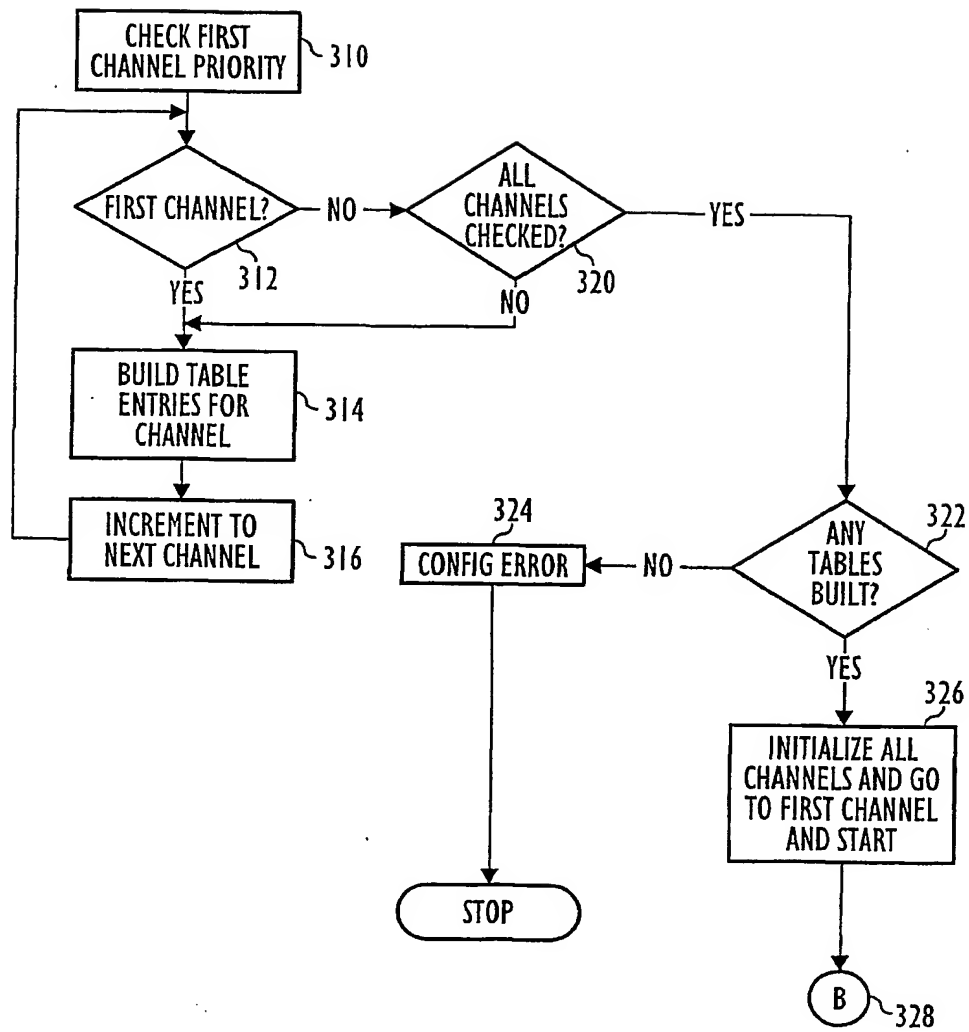 CHECK FIRST
CHANNEL PRIORITY
310
FIRST CHANNEL?
312
NO
ALL
CHANNELS
CHECKED?
320
YES
YES
NO
BUILD TABLE
ENTRIES FOR
CHANNEL
314
INCREMENT TO
NEXT CHANNEL
316
324
CONFIG ERROR
NO
ANY
TABLES
BUILT?
322
YES
326
INITIALIZE ALL
CHANNELS AND GO
TO FIRST CHANNEL
AND START
STOP
B
328